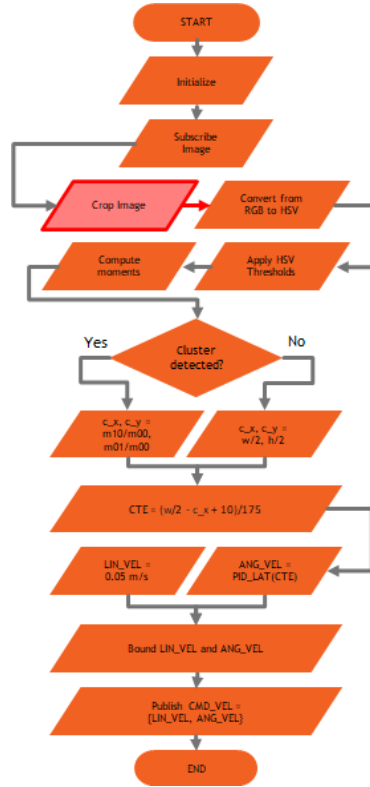 START
Initialize
Subscribe
Image
Crop Image
Convert from
RGB to HSV
Compute
moments
Apply HSV
Thresholds
Cluster
detected?
Yes
No
c_x, c_y =
m10/m00,
m01/m00
c_x, c_y =
w/2, h/2
CTE = (w/2 - c_x + 10)/175
LIN_VEL =
0.05 m/s
ANG_VEL =
PID_LAT(CTE)
Bound LIN_VEL and ANG_VEL
Publish CMD_VEL =
{LIN_VEL, ANG_VEL}
END